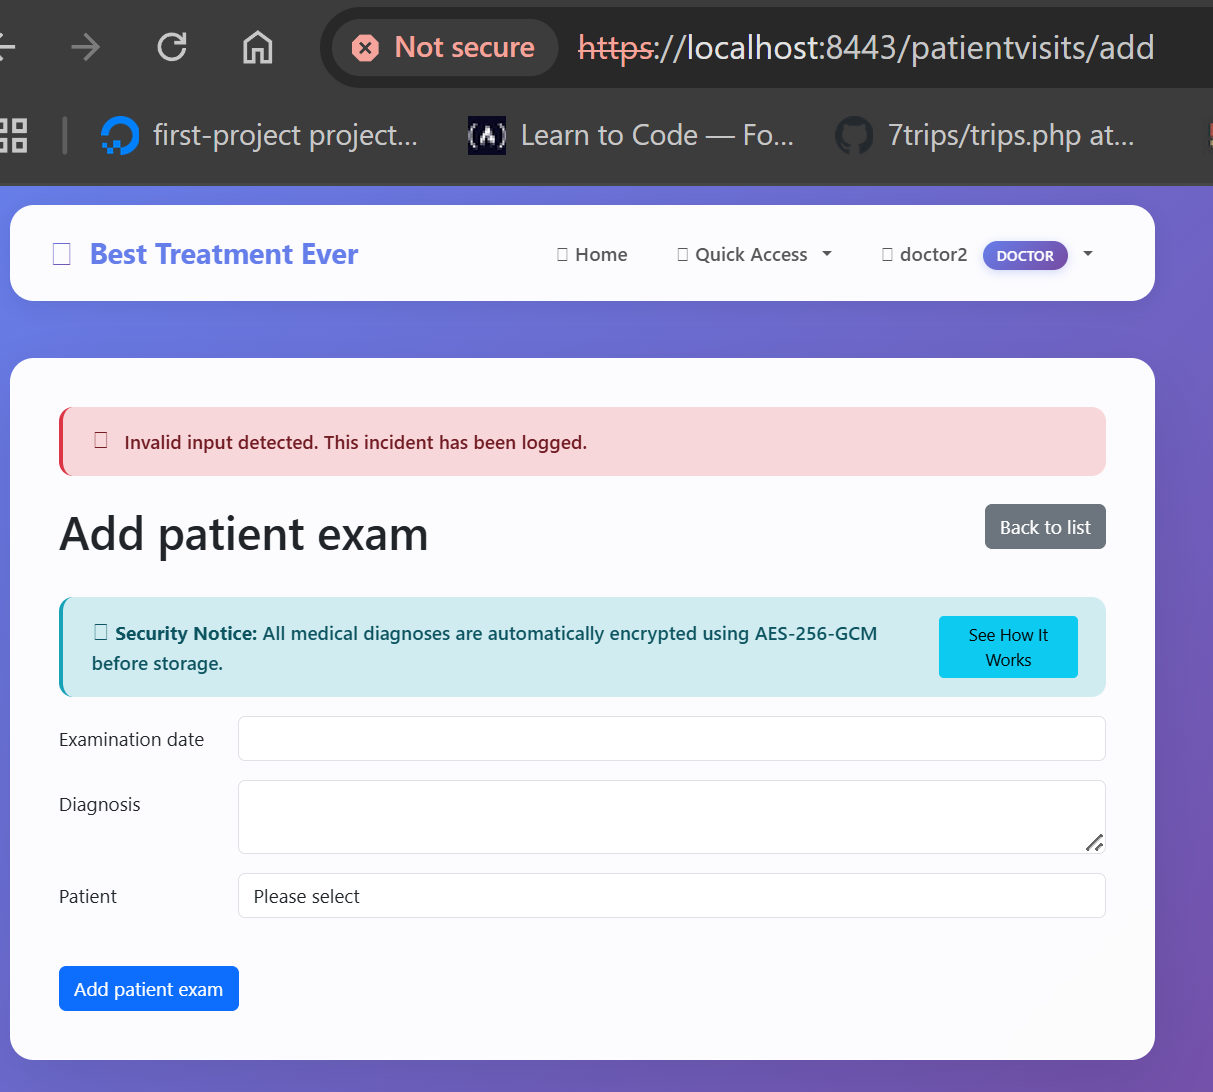 Not secure https://localhost:8443/patientvisits/add
first-project project... Learn to Code — Fo... 7trips/trips.php at...
Best Treatment Ever Home Quick Access doctor2 DOCTOR
Invalid input detected. This incident has been logged.
Add patient exam
Back to list
Security Notice: All medical diagnoses are automatically encrypted using AES-256-GCM
before storage.
See How It
Works
Examination date
Diagnosis
Patient Please select
Add patient exam